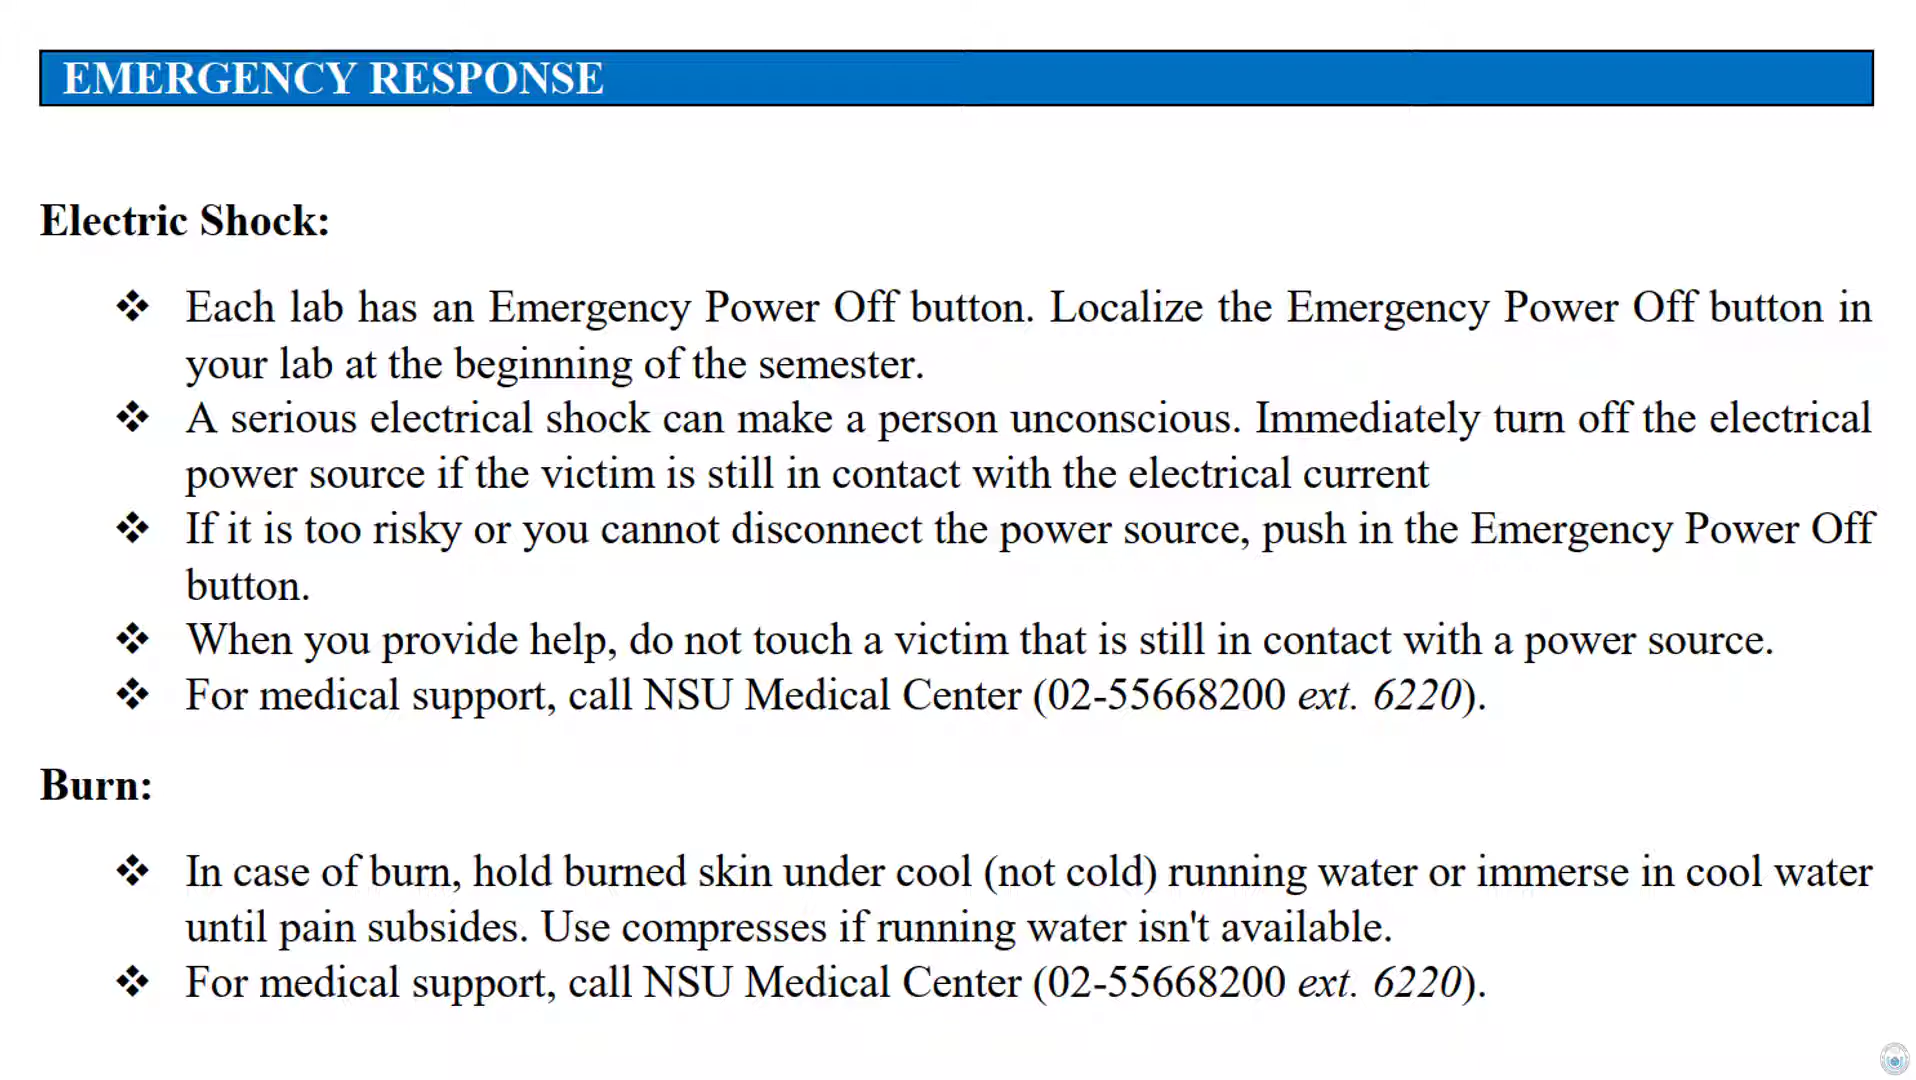 EMERGENCY RESPONSE
Electric Shock:
❖ Each lab has an Emergency Power Off button. Localize the Emergency Power Off button in
your lab at the beginning of the semester.
❖ A serious electrical shock can make a person unconscious. Immediately turn off the electrical
power source if the victim is still in contact with the electrical current
❖ If it is too risky or you cannot disconnect the power source, push in the Emergency Power Off
button.
❖ When you provide help, do not touch a victim that is still in contact with a power source.
❖ For medical support, call NSU Medical Center (02-55668200 ext. 6220).
Burn:
❖ In case of burn, hold burned skin under cool (not cold) running water or immerse in cool water
until pain subsides. Use compresses if running water isn't available.
❖ For medical support, call NSU Medical Center (02-55668200 ext. 6220).